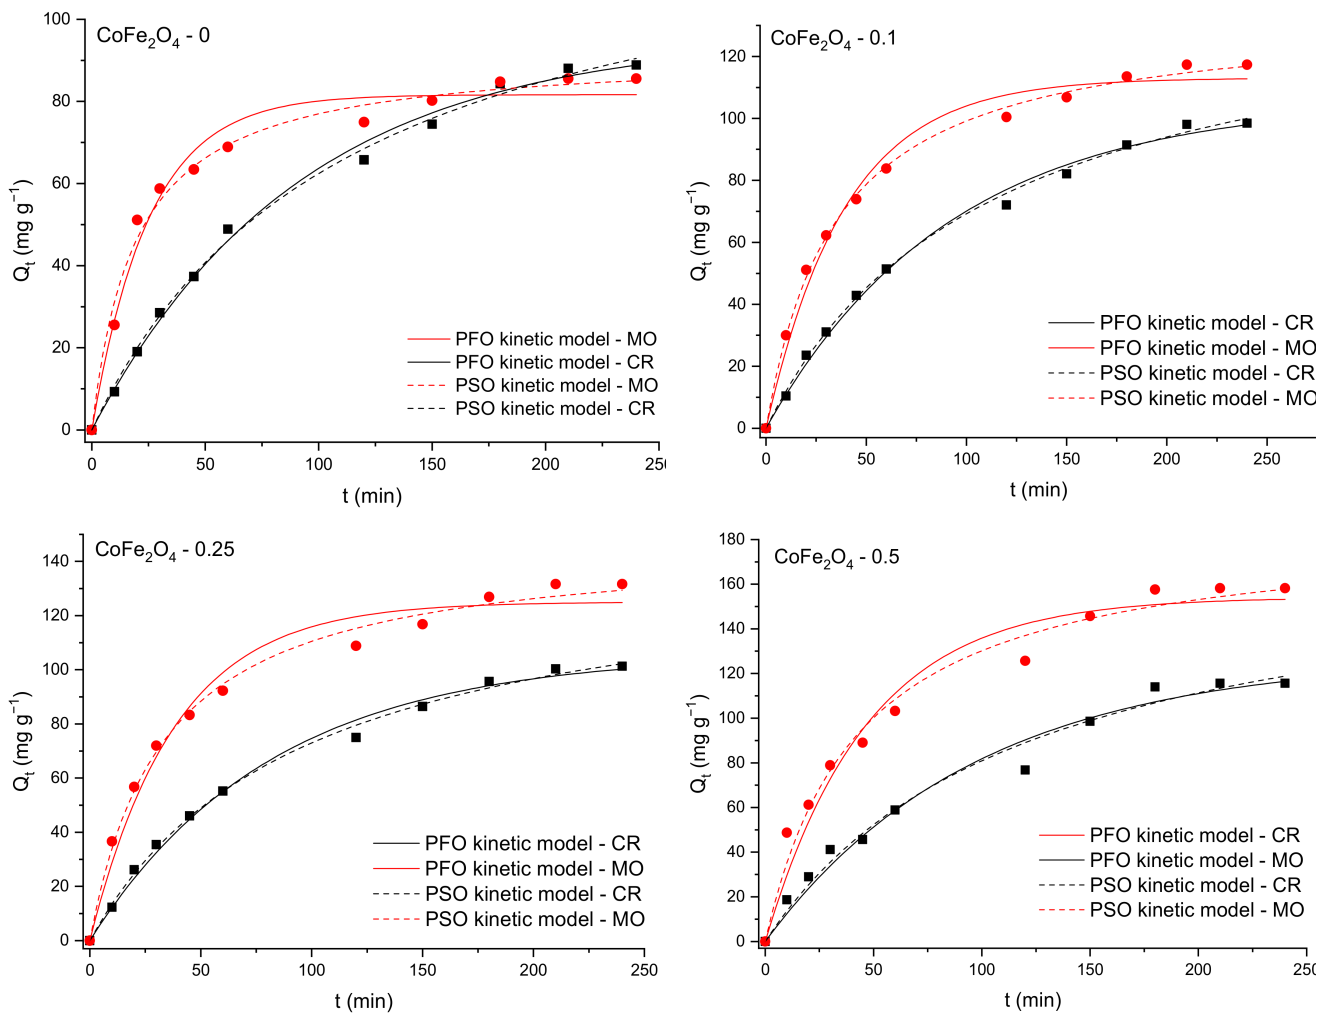 CoFe₂O₄ - 0
100
80
60
40
20
0
Qₜ (mg g⁻¹)
PFO kinetic model - MO
PFO kinetic model - CR
PSO kinetic model - MO
PSO kinetic model - CR
0 50 100 150 200 250
t (min)
CoFe₂O₄ - 0.1
120
100
80
60
40
20
0
Qₜ (mg g⁻¹)
PFO kinetic model - CR
PFO kinetic model - MO
PSO kinetic model - CR
PSO kinetic model - MO
0 50 100 150 200 250
t (min)
CoFe₂O₄ - 0.25
140
120
100
80
60
40
20
0
Qₜ (mg g⁻¹)
PFO kinetic model - CR
PFO kinetic model - MO
PSO kinetic model - CR
PSO kinetic model - MO
0 50 100 150 200 250
t (min)
CoFe₂O₄ - 0.5
180
160
140
120
100
80
60
40
20
0
Qₜ (mg g⁻¹)
PFO kinetic model - CR
PFO kinetic model - MO
PSO kinetic model - CR
PSO kinetic model - MO
0 50 100 150 200 250
t (min)